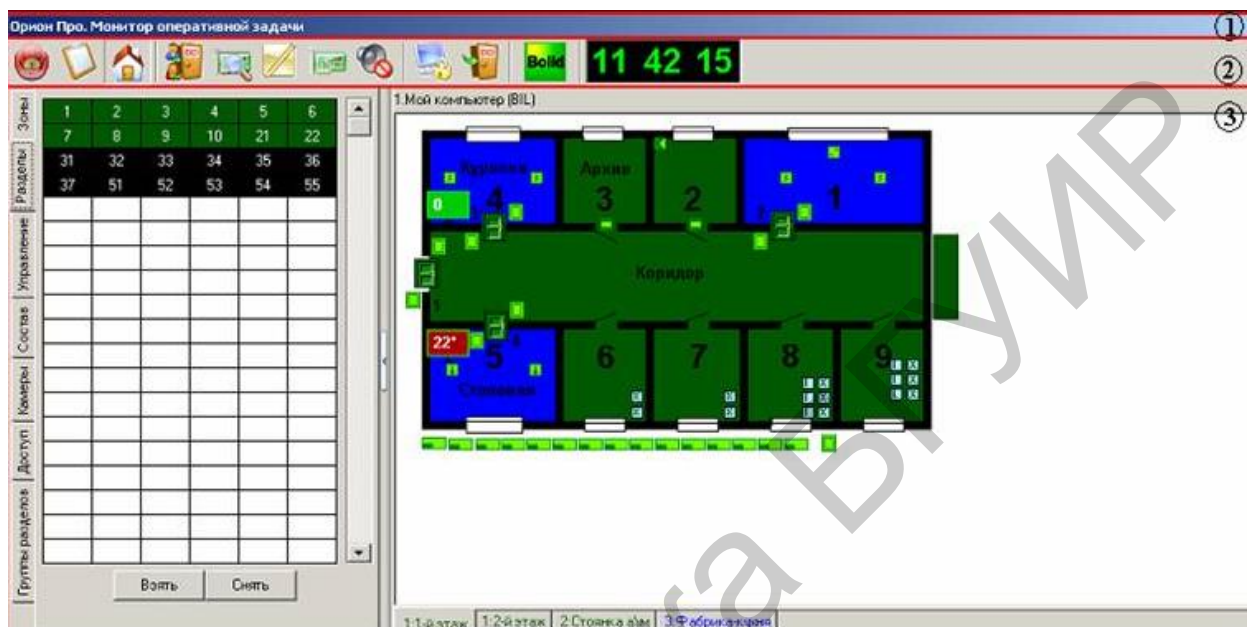 Орион Про. Монитор оперативной задачи
①
Bolid
11 42 15
②
1.Мой компьютер (BIL)
③
Зоны
Разделы
Управление
Состав
Камеры
Доступ
Группы разделов
1 2 3 4 5 6
7 8 9 10 21 22
31 32 33 34 35 36
37 51 52 53 54 55
Взять
Снять
Архив
4
3
2
1
0
Коридор
22°
5
6
7
8
9
Столовая
1:1-й этаж
1:2-й этаж
2:Стоянка а\м
3:Фабрика-кухня
ка БГУИР